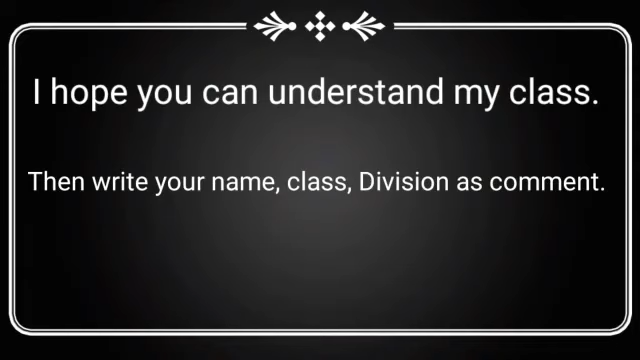 I hope you can understand my class.
Then write your name, class, Division as comment.